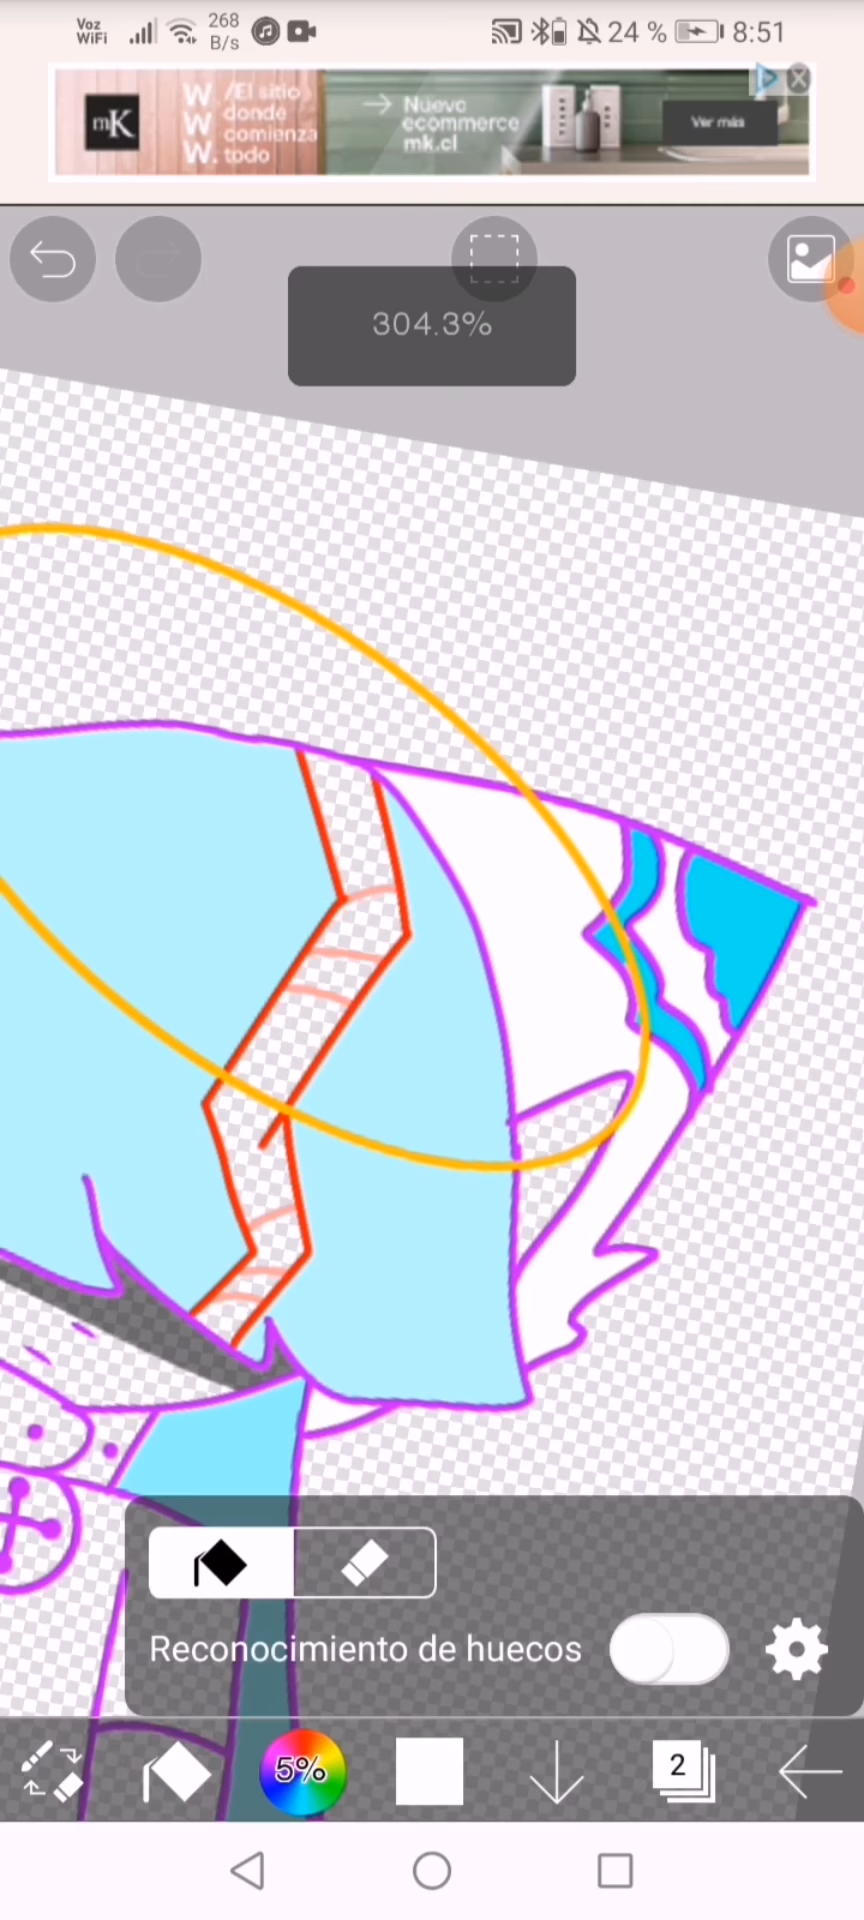 Voz
WiFi
268
B/s
24 %
8:51
mK
W
W
W.
/El sitio
donde
comienza
todo
Nuevo
ecommerce
mk.cl
Ver más
304.3%
Reconocimiento de huecos
5%
2